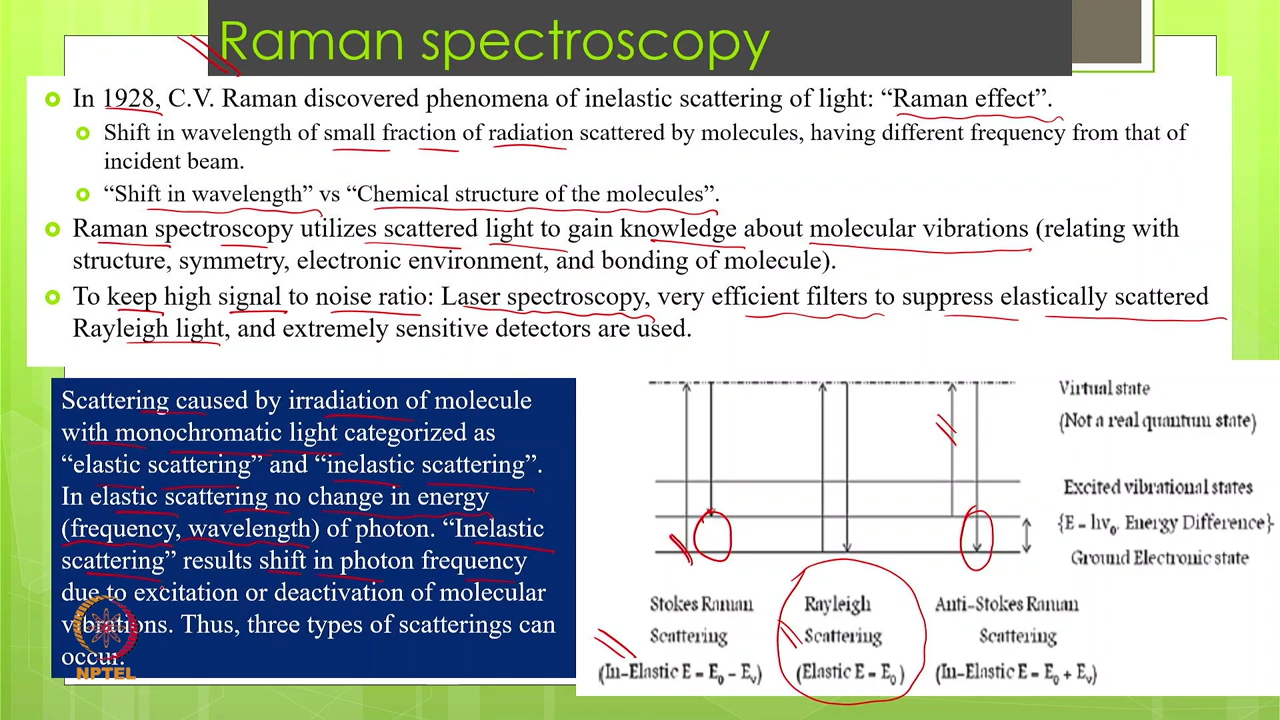 Raman spectroscopy
In 1928, C.V. Raman discovered phenomena of inelastic scattering of light: “Raman effect”.
Shift in wavelength of small fraction of radiation scattered by molecules, having different frequency from that of
incident beam.
“Shift in wavelength” vs “Chemical structure of the molecules”.
Raman spectroscopy utilizes scattered light to gain knowledge about molecular vibrations (relating with
structure, symmetry, electronic environment, and bonding of molecule).
To keep high signal to noise ratio: Laser spectroscopy, very efficient filters to suppress elastically scattered
Rayleigh light, and extremely sensitive detectors are used.
Scattering caused by irradiation of molecule
with monochromatic light categorized as
“elastic scattering” and “inelastic scattering”.
In elastic scattering no change in energy
(frequency, wavelength) of photon. “Inelastic
scattering” results shift in photon frequency
due to excitation or deactivation of molecular
vibrations. Thus, three types of scatterings can
occur.
NPTEL
Virtual state
(Not a real quantum state)
Excited vibrational states
{E = hv₀. Energy Difference}
Ground Electronic state
Stokes Raman
Scattering
(In-Elastic E = E₀ − Eᵥ)
Rayleigh
Scattering
(Elastic E = E₀)
Anti-Stokes Raman
Scattering
(In-Elastic E = E₀ + Eᵥ)